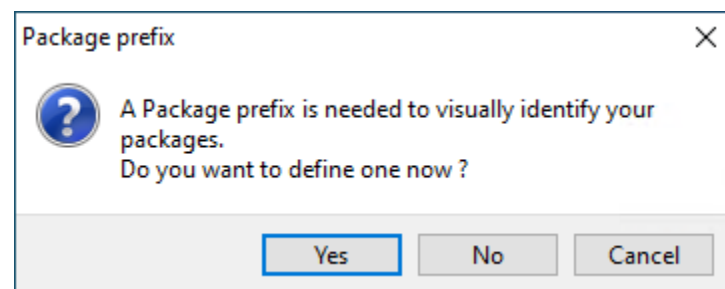 Package prefix
A Package prefix is needed to visually identify your
packages.
Do you want to define one now ?
Yes
No
Cancel